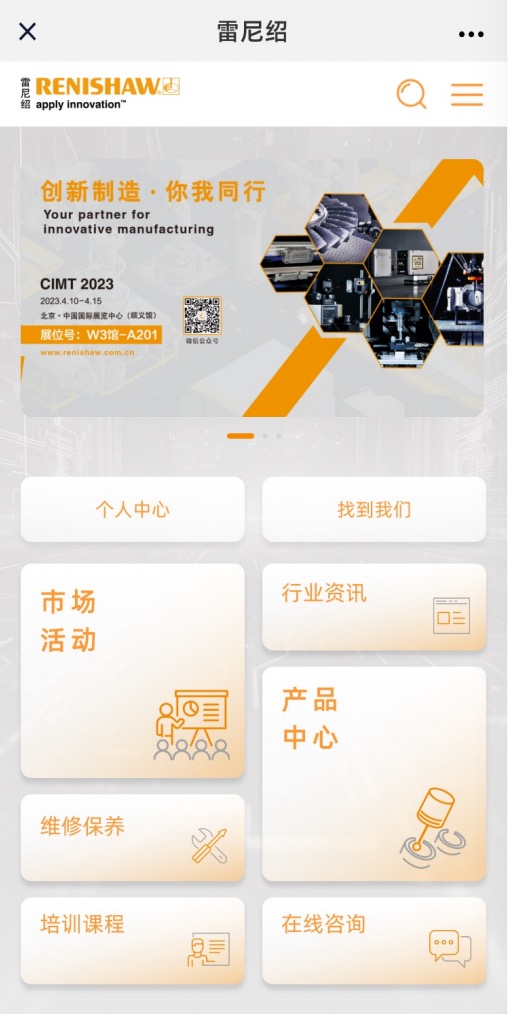 雷尼绍
雷尼绍
RENISHAW
apply innovation™
创新制造·你我同行
Your partner for
innovative manufacturing
CIMT 2023
2023.4.10-4.15
北京·中国国际展览中心（顺义馆）
展位号：W3馆-A201
微信公众号
www.renishaw.com.cn
个人中心
找到我们
市场
活动
行业资讯
产品
中心
维修保养
培训课程
在线咨询